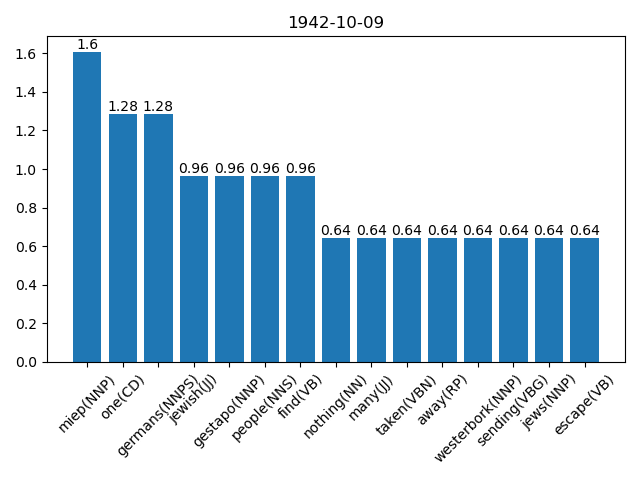 1942-10-09
1.6
1.28 1.28
0.96 0.96 0.96 0.96
0.64 0.64 0.64 0.64 0.64 0.64 0.64 0.64
1.6
1.4
1.2
1.0
0.8
0.6
0.4
0.2
0.0
miep(NNP)
one(CD)
germans(NNPS)
jewish(JJ)
gestapo(NNP)
people(NNS)
find(VB)
nothing(NN)
many(JJ)
taken(VBN)
away(RP)
westerbork(NNP)
sending(VBG)
jews(NNP)
escape(VB)